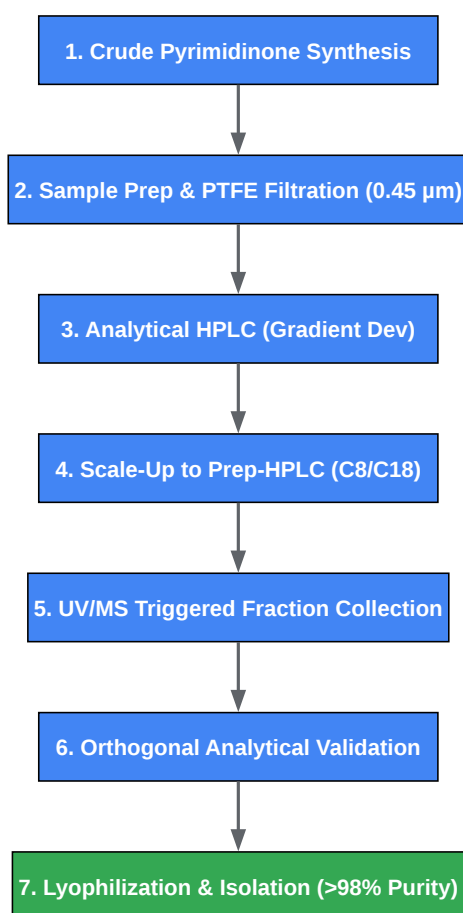 1. Crude Pyrimidinone Synthesis
2. Sample Prep & PTFE Filtration (0.45 µm)
3. Analytical HPLC (Gradient Dev)
4. Scale-Up to Prep-HPLC (C8/C18)
5. UV/MS Triggered Fraction Collection
6. Orthogonal Analytical Validation
7. Lyophilization & Isolation (>98% Purity)